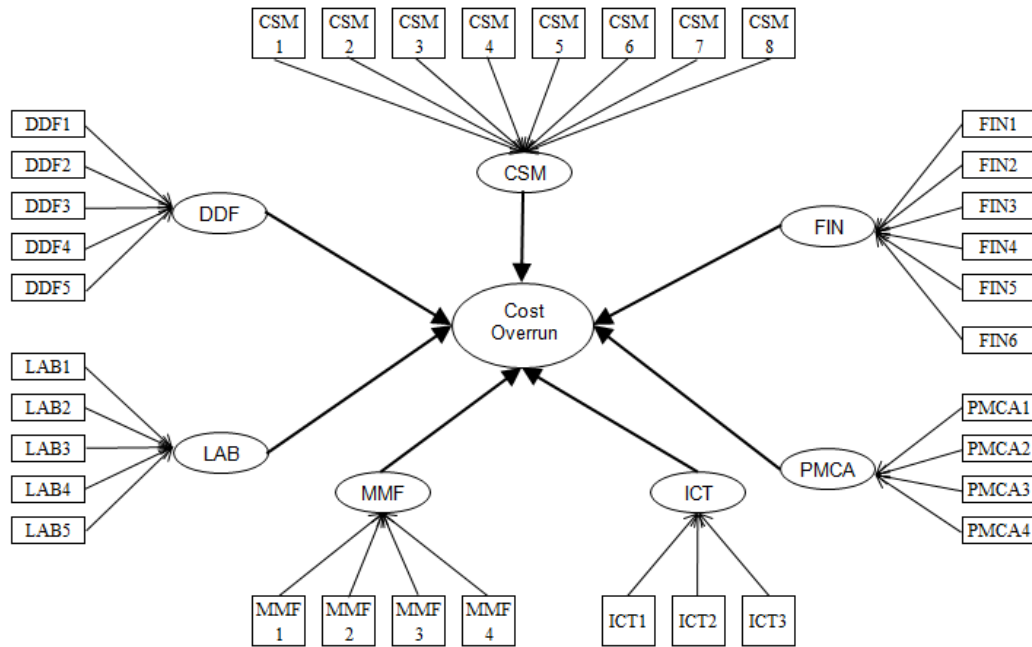 CSM
1
CSM
2
CSM
3
CSM
4
CSM
5
CSM
6
CSM
7
CSM
8
DDF1
DDF2
DDF3
DDF4
DDF5
DDF
CSM
FIN
FIN1
FIN2
FIN3
FIN4
FIN5
FIN6
Cost
Overrun
LAB1
LAB2
LAB3
LAB4
LAB5
LAB
MMF
ICT
PMCA
PMCA1
PMCA2
PMCA3
PMCA4
MMF
1
MMF
2
MMF
3
MMF
4
ICT1
ICT2
ICT3